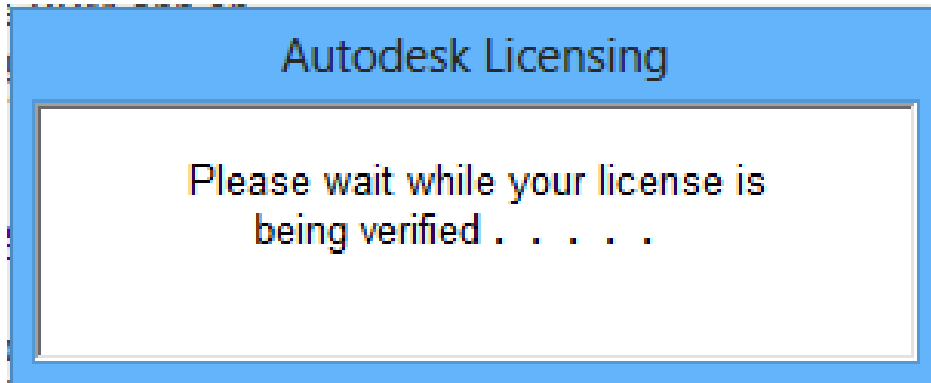 Autodesk Licensing
Please wait while your license is
being verified . . . . .